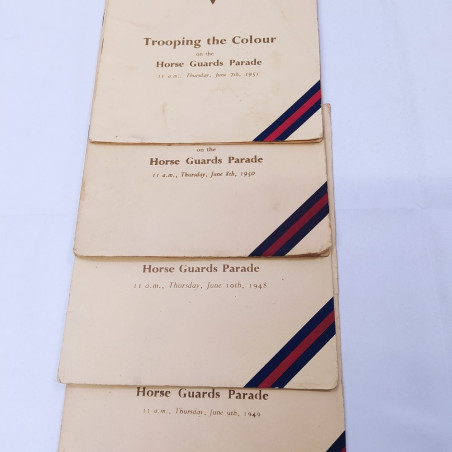 Trooping the Colour
on the
Horse Guards Parade
11 a.m., Thursday, June 7th, 1951
on the
Horse Guards Parade
11 a.m., Thursday, June 8th, 1950
Horse Guards Parade
11 a.m., Thursday, June 10th, 1948
Horse Guards Parade
11 a.m., Thursday, June 9th, 1949